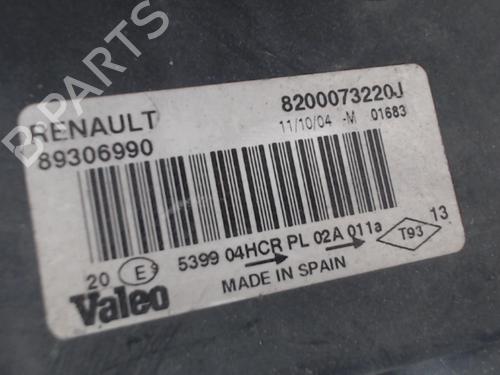 B-PARTS
RENAULT
8200073220J
89306990
11/10/04 -M 01683
20 E9 5399 04HCR PL 02A 011a T93 13
Valeo
MADE IN SPAIN